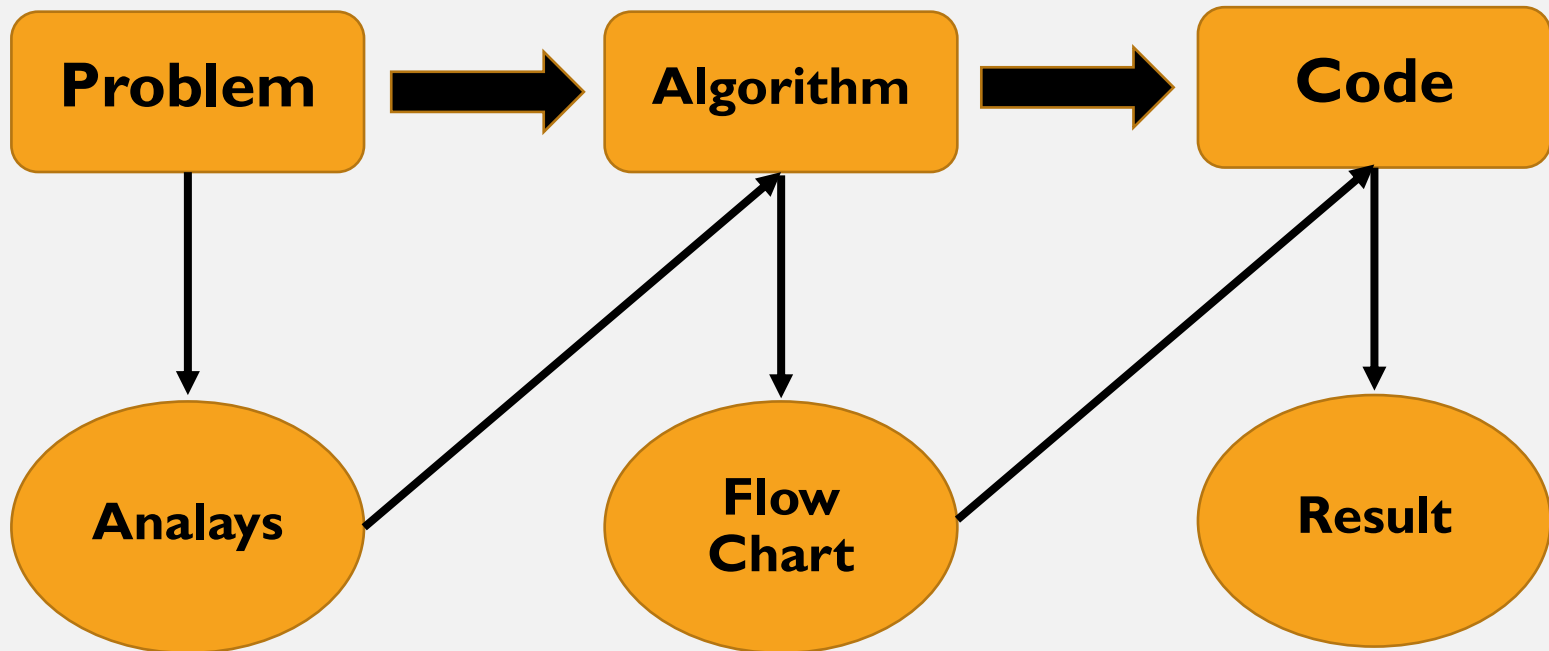 Problem
Algorithm
Code
Analays
Flow
Chart
Result